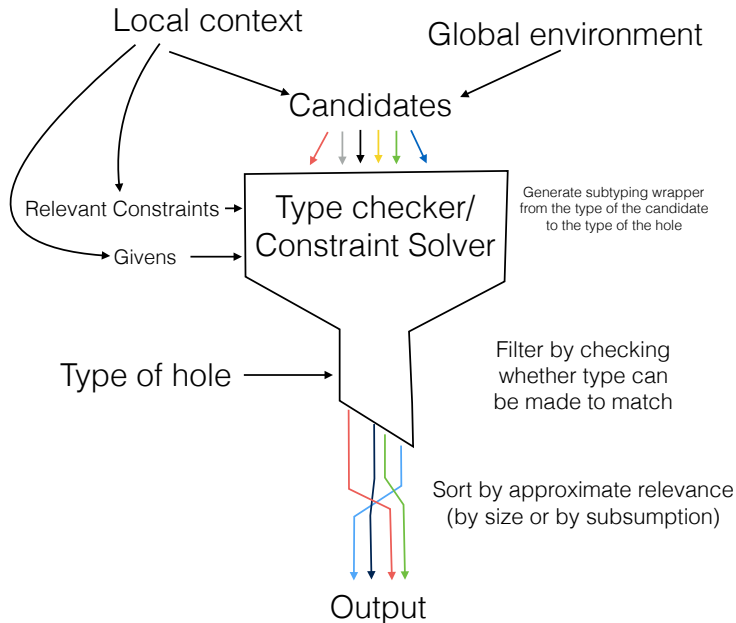 Local context
Global environment
Candidates
Relevant Constraints
Givens
Type checker/
Constraint Solver
Generate subtyping wrapper
from the type of the candidate
to the type of the hole
Type of hole
Filter by checking
whether type can
be made to match
Sort by approximate relevance
(by size or by subsumption)
Output